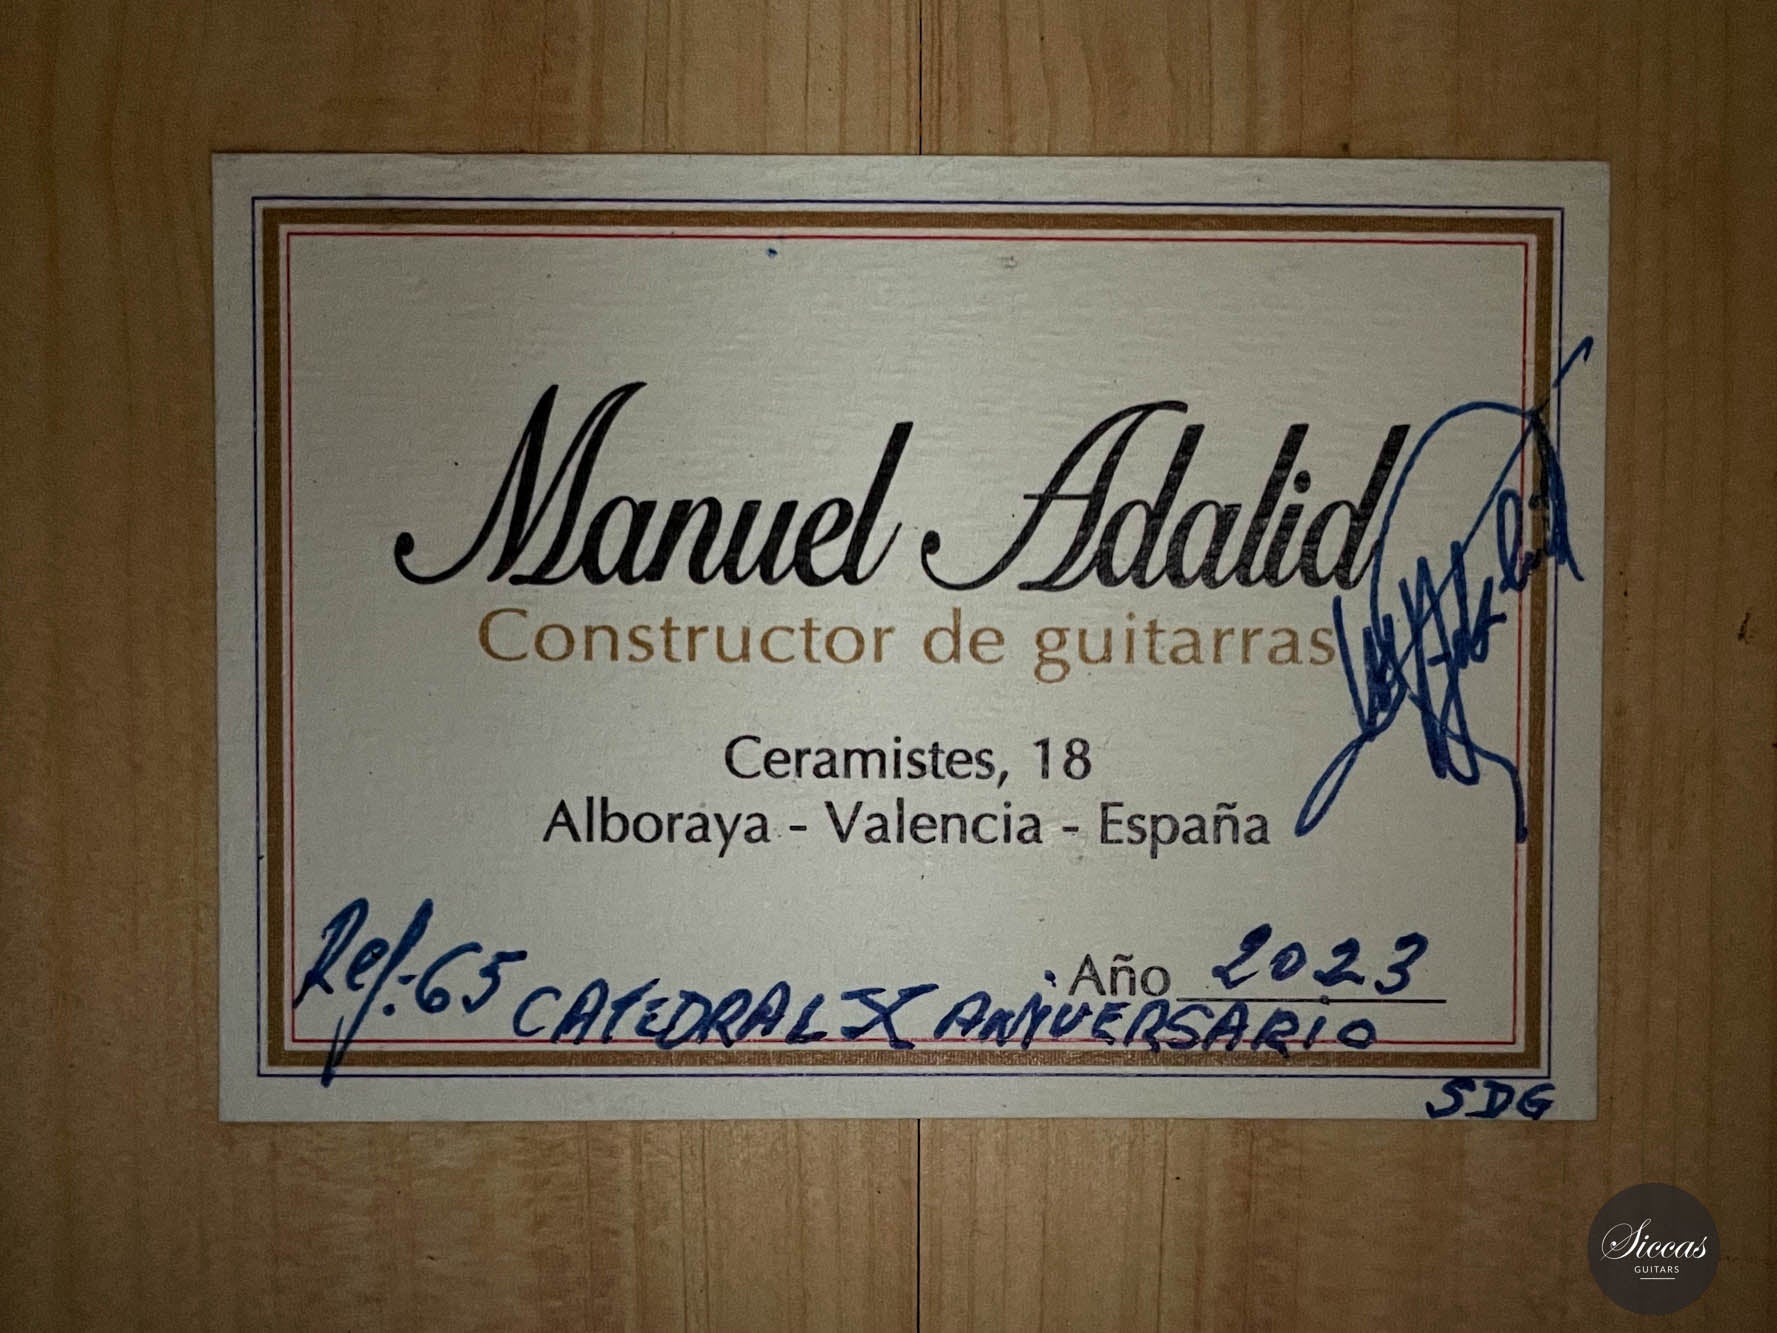 Manuel Adalid
Constructor de guitarras
Ceramistes, 18
Alboraya - Valencia - España
Ref.: 65
Año 2023
CATEDRAL X ANIVERSARIO
SDG
Siccas
GUITARS